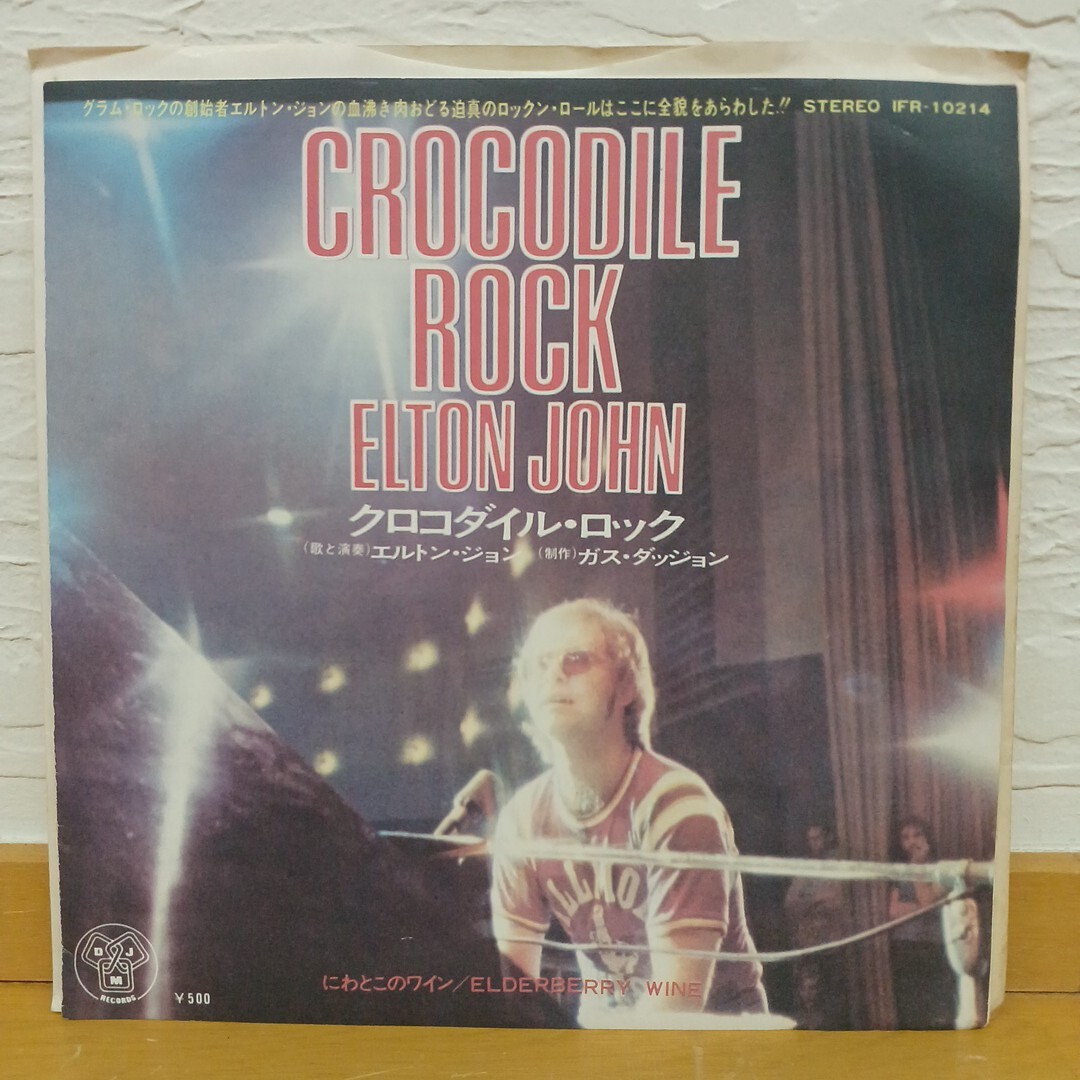 グラム・ロックの創始者エルトン・ジョンの血沸き肉おどる迫真のロックン・ロールはここに全貌をあらわした!! STEREO IFR-10214
CROCODILE
ROCK
ELTON JOHN
クロコダイル・ロック
(歌と演奏)エルトン・ジョン (制作)ガス・ダッジョン
にわとこのワイン/ELDERBERRY WINE
D J
M
RECORDS
¥500